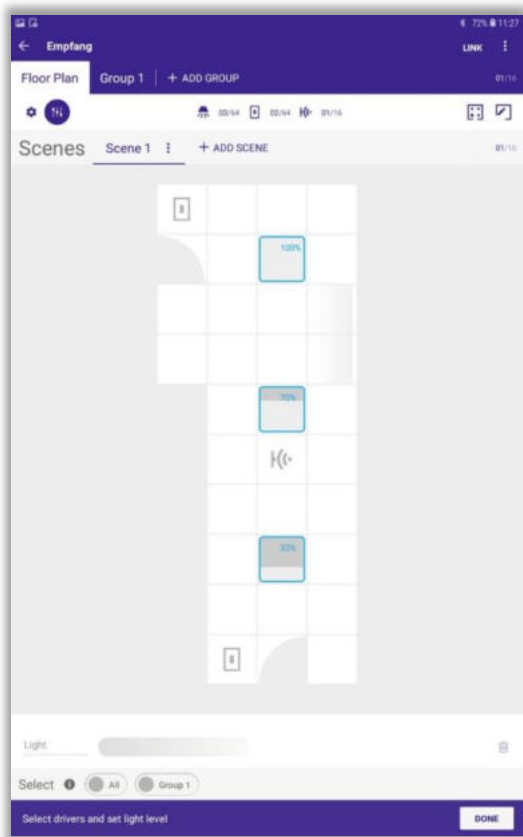 72% 11:27
Empfang LINK
Floor Plan Group 1 + ADD GROUP 01/16
03/64 02/64 01/16
Scenes Scene 1 + ADD SCENE 01/16
100%
70%
33%
Light
Select All Group 1
Select drivers and set light level DONE